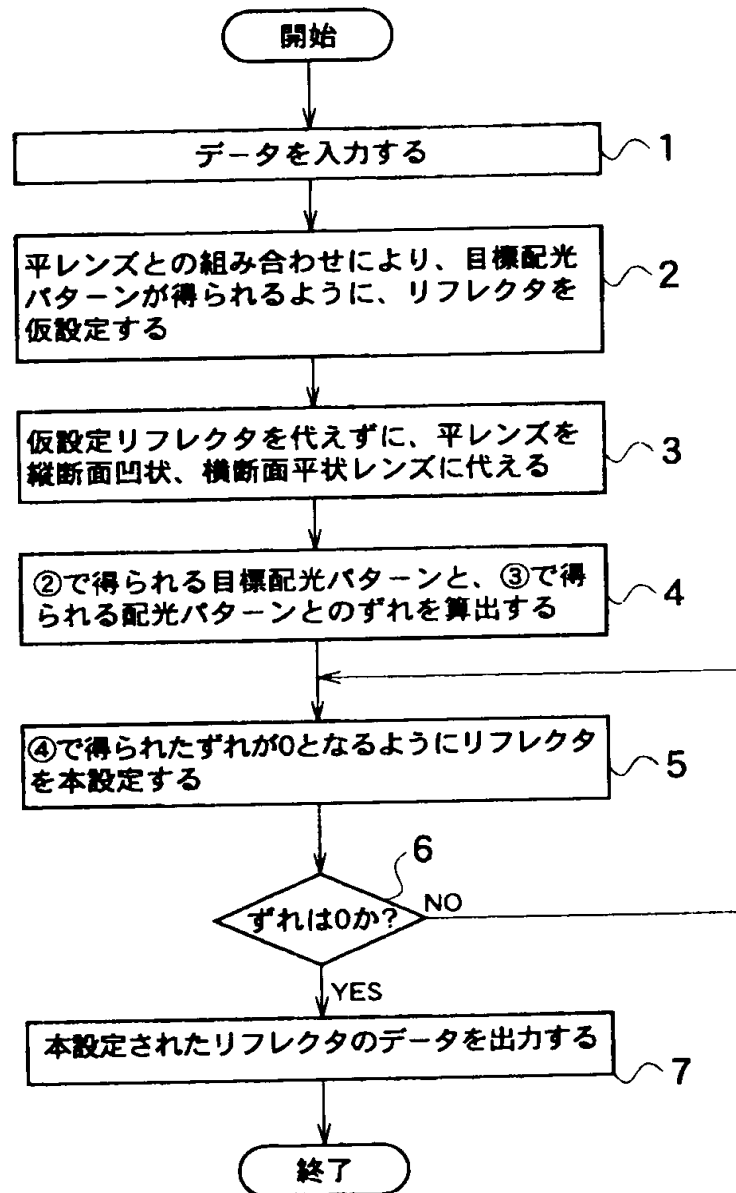 開始
データを入力する
1
平レンズとの組み合わせにより、目標配光
パターンが得られるように、リフレクタを
仮設定する
2
仮設定リフレクタを代えずに、平レンズを
縦断面凹状、横断面平状レンズに代える
3
②で得られる目標配光パターンと、③で得
られる配光パターンとのずれを算出する
4
④で得られたずれが0となるようにリフレクタ
を本設定する
5
6
ずれは0か?
NO
YES
本設定されたリフレクタのデータを出力する
7
終了